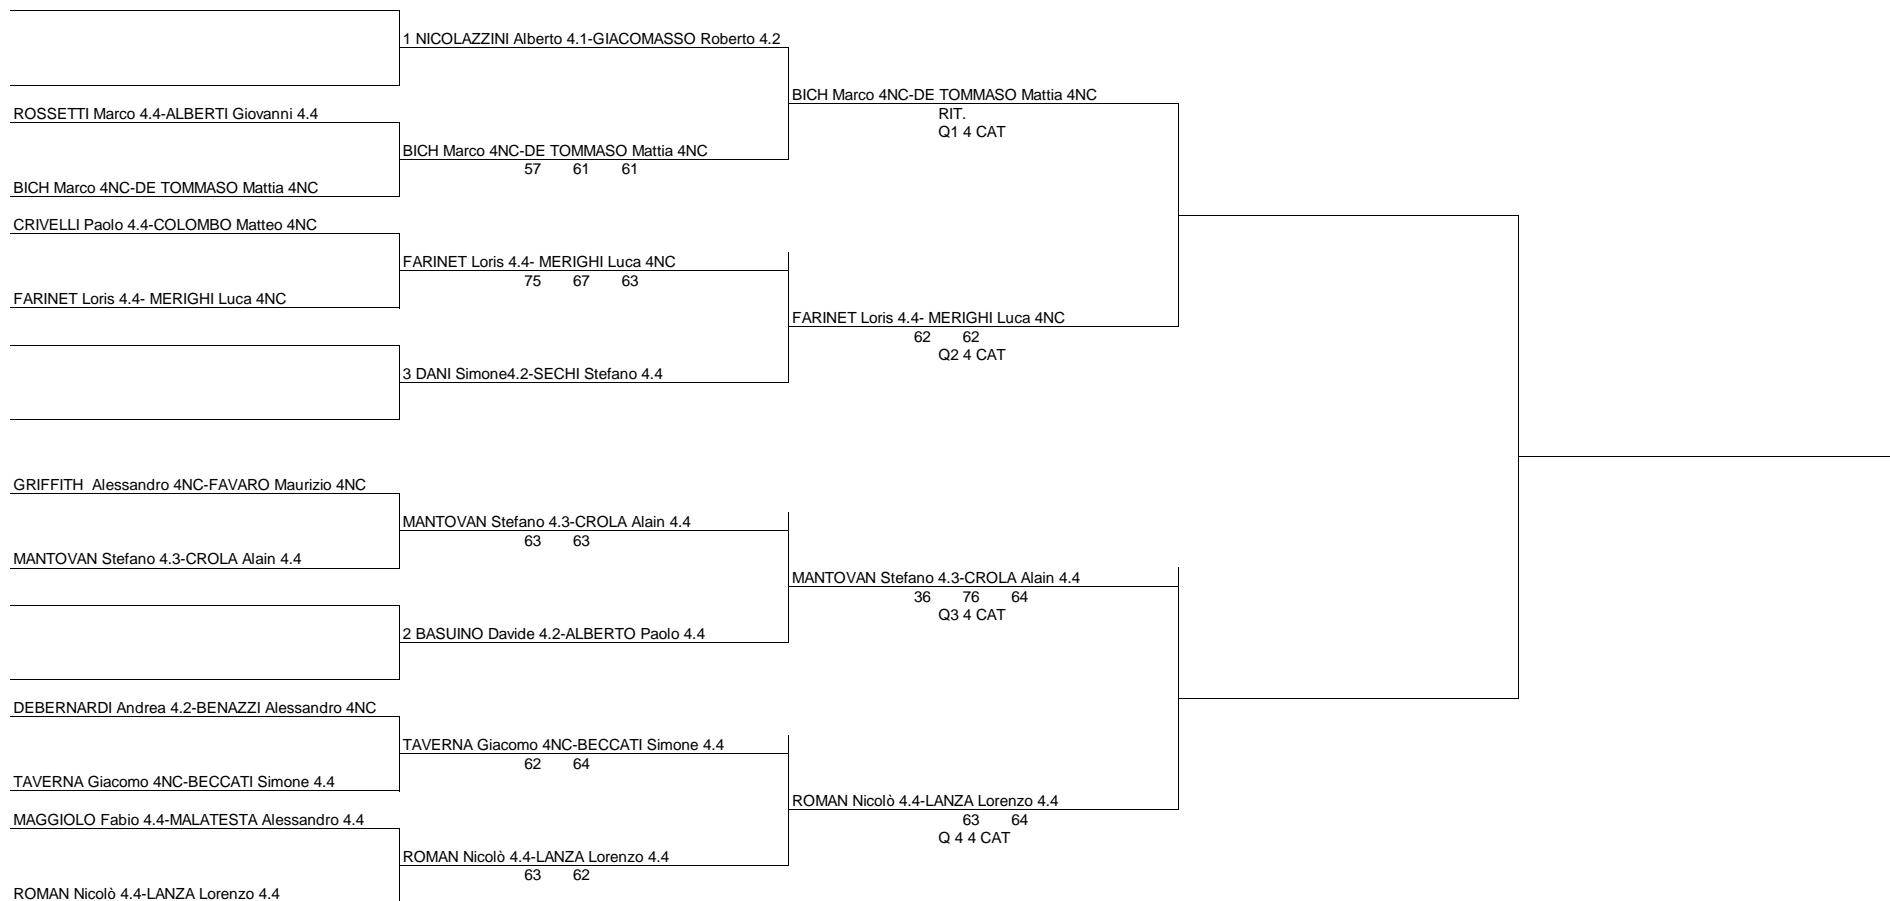 1 NICOLAZZINI Alberto 4.1-GIACOMASSO Roberto 4.2
BICH Marco 4NC-DE TOMMASO Mattia 4NC
ROSSETTI Marco 4.4-ALBERTI Giovanni 4.4
RIT.
Q1 4 CAT
BICH Marco 4NC-DE TOMMASO Mattia 4NC
57 61 61
BICH Marco 4NC-DE TOMMASO Mattia 4NC
CRIVELLI Paolo 4.4-COLOMBO Matteo 4NC
FARINET Loris 4.4- MERIGHI Luca 4NC
75 67 63
FARINET Loris 4.4- MERIGHI Luca 4NC
FARINET Loris 4.4- MERIGHI Luca 4NC
62 62
Q2 4 CAT
3 DANI Simone4.2-SECHI Stefano 4.4
GRIFFITH  Alessandro 4NC-FAVARO Maurizio 4NC
MANTOVAN Stefano 4.3-CROLA Alain 4.4
63 63
MANTOVAN Stefano 4.3-CROLA Alain 4.4
MANTOVAN Stefano 4.3-CROLA Alain 4.4
36 76 64
Q3 4 CAT
2 BASUINO Davide 4.2-ALBERTO Paolo 4.4
DEBERNARDI Andrea 4.2-BENAZZI Alessandro 4NC
TAVERNA Giacomo 4NC-BECCATI Simone 4.4
62 64
TAVERNA Giacomo 4NC-BECCATI Simone 4.4
ROMAN Nicolò 4.4-LANZA Lorenzo 4.4
MAGGIOLO Fabio 4.4-MALATESTA Alessandro 4.4
63 64
Q 4 4 CAT
ROMAN Nicolò 4.4-LANZA Lorenzo 4.4
63 62
ROMAN Nicolò 4.4-LANZA Lorenzo 4.4